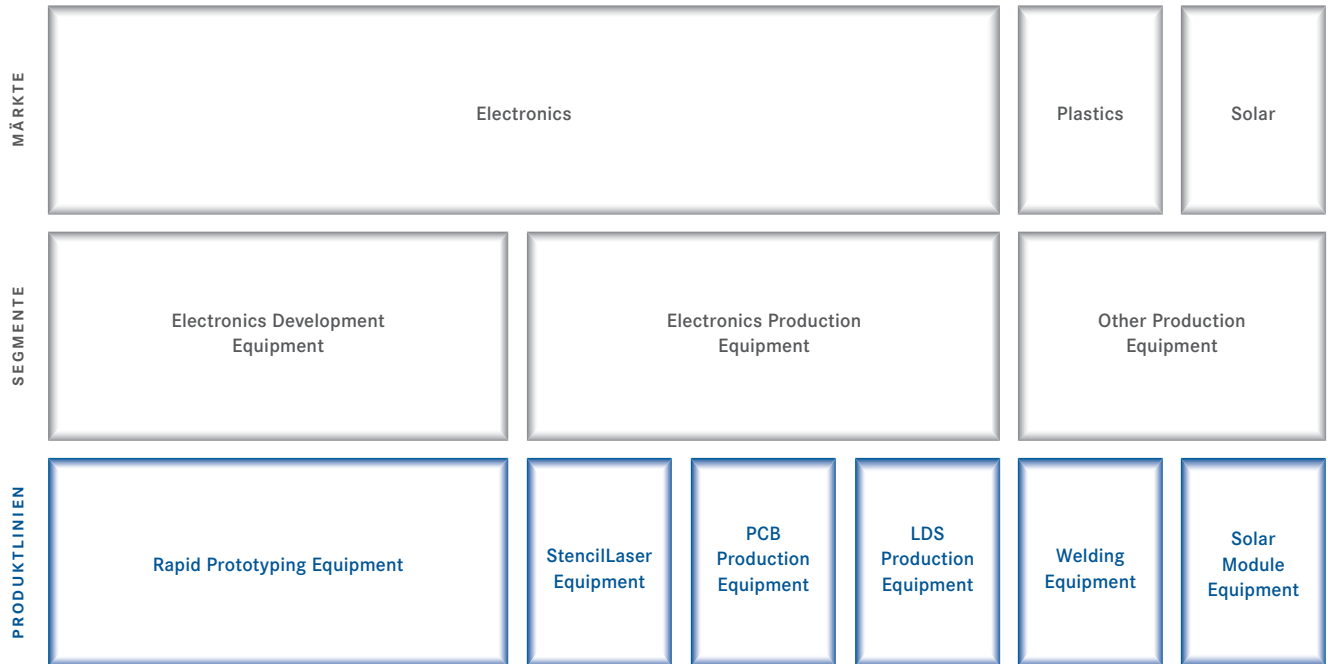 MÄRKTE
Electronics
Plastics
Solar
SEGMENTE
Electronics Development
Equipment
Electronics Production
Equipment
Other Production
Equipment
PRODUKTLINIEN
Rapid Prototyping Equipment
StencilLaser
Equipment
PCB
Production
Equipment
LDS
Production
Equipment
Welding
Equipment
Solar
Module
Equipment